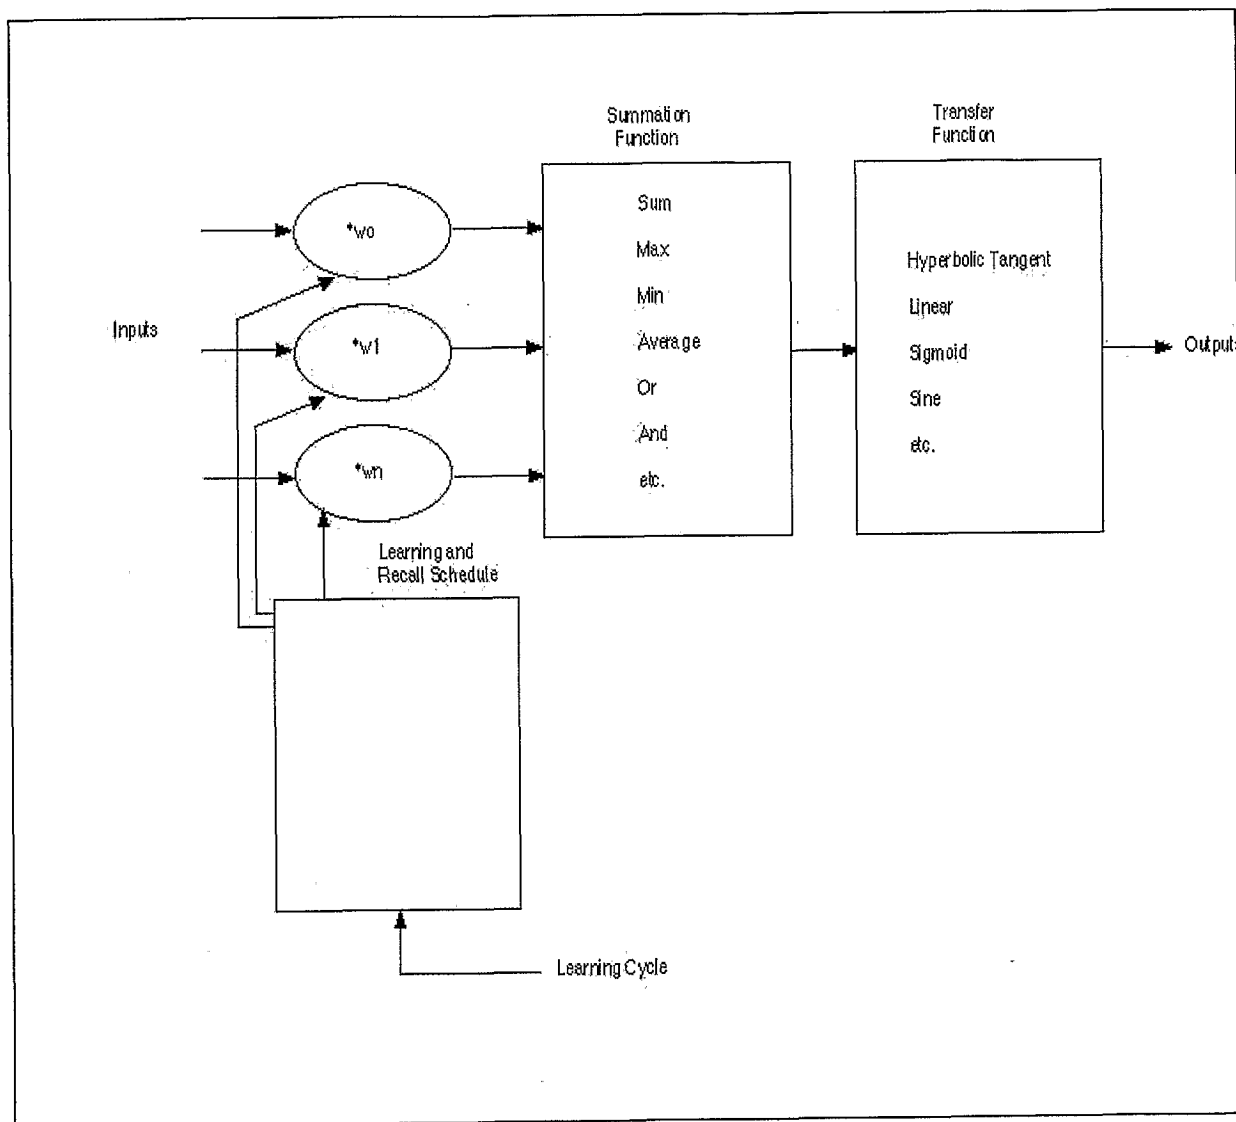 Summation
Function
Transfer
Function
Sum
Max
Min
Average
Or
And
etc.
Hyperbolic Tangent
Linear
Sigmoid
Sine
etc.
*wo
*w1
*wn
Inputs
Outputs
Learning and
Recall Schedule
Learning Cycle